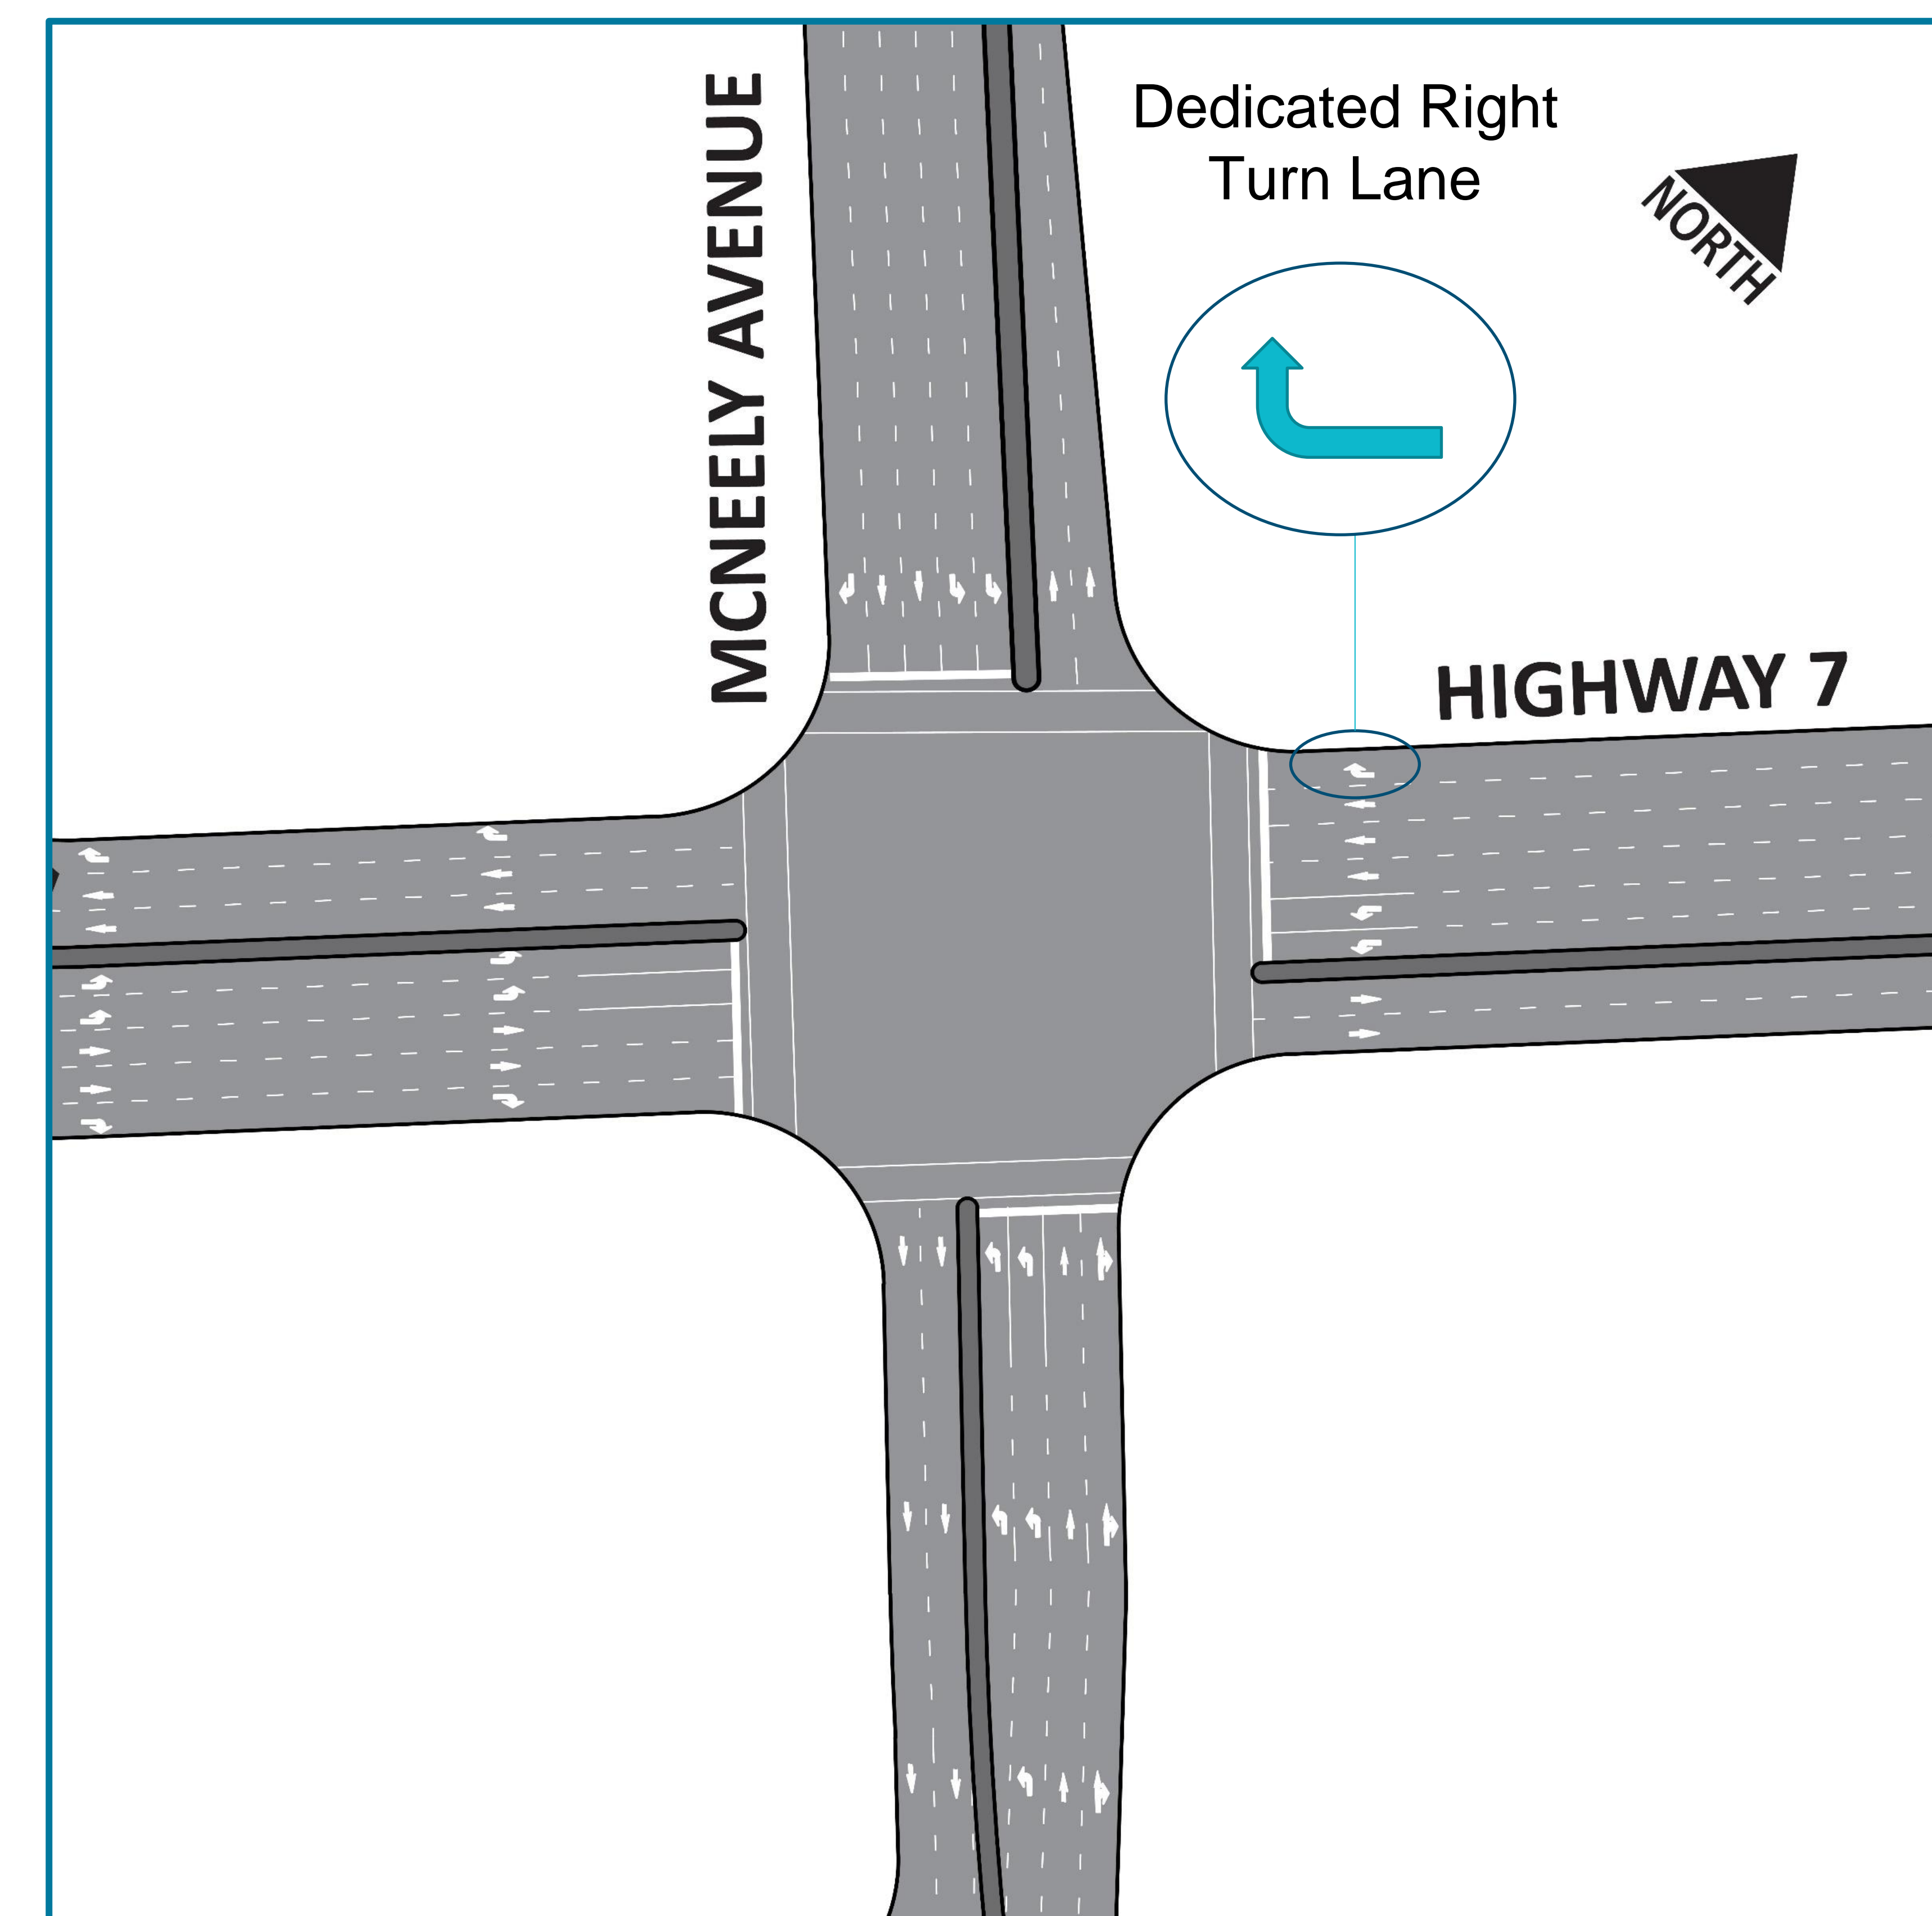 MCNEELY AVENUE
Dedicated Right
Turn Lane
NORTH
HIGHWAY 7